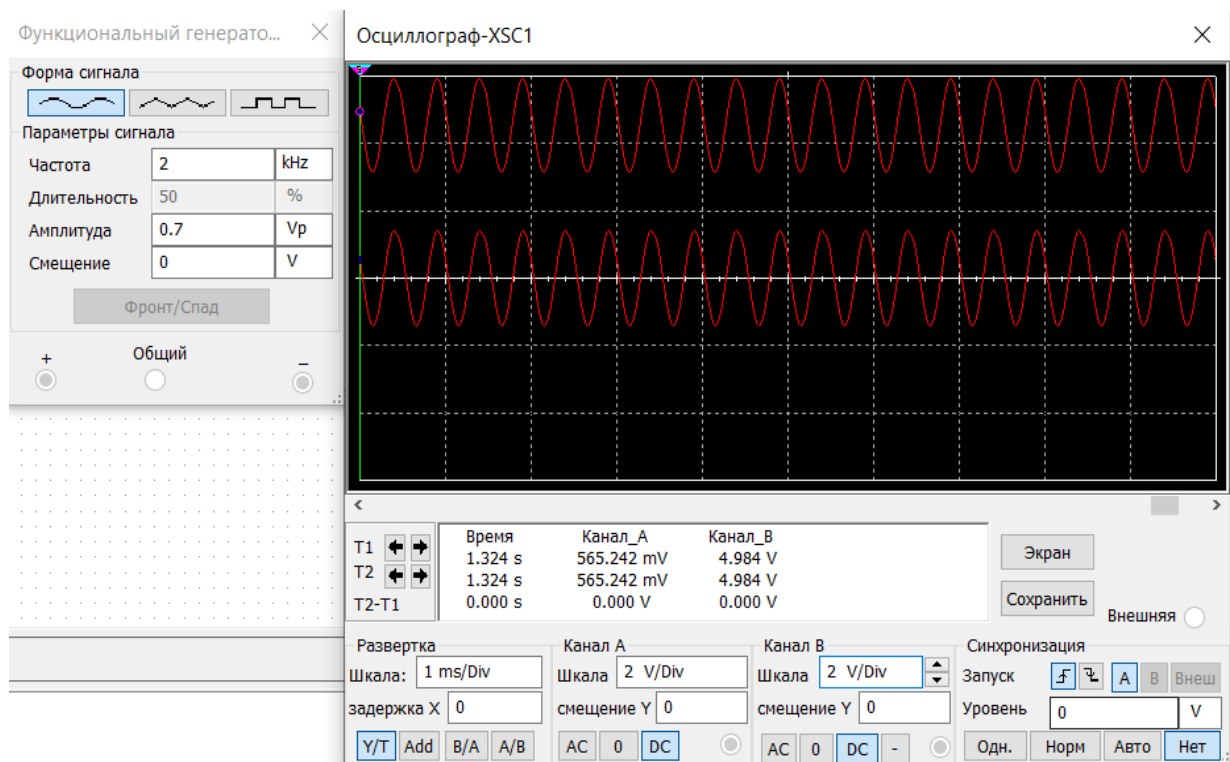 Функциональный генерато...
Форма сигнала
Параметры сигнала
Частота 2 kHz
Длительность 50 %
Амплитуда 0.7 Vp
Смещение 0 V
Фронт/Спад
+ Общий −
Осциллограф-XSC1
Время Канал_A Канал_B
T1 1.324 s 565.242 mV 4.984 V
T2 1.324 s 565.242 mV 4.984 V
T2-T1 0.000 s 0.000 V 0.000 V
Экран
Сохранить
Внешняя
Развертка
Шкала: 1 ms/Div
задержка X 0
Y/T Add B/A A/B
Канал A
Шкала 2 V/Div
смещение Y 0
AC 0 DC
Канал B
Шкала 2 V/Div
смещение Y 0
AC 0 DC -
Синхронизация
Запуск A B Внеш
Уровень 0 V
Одн. Норм Авто Нет